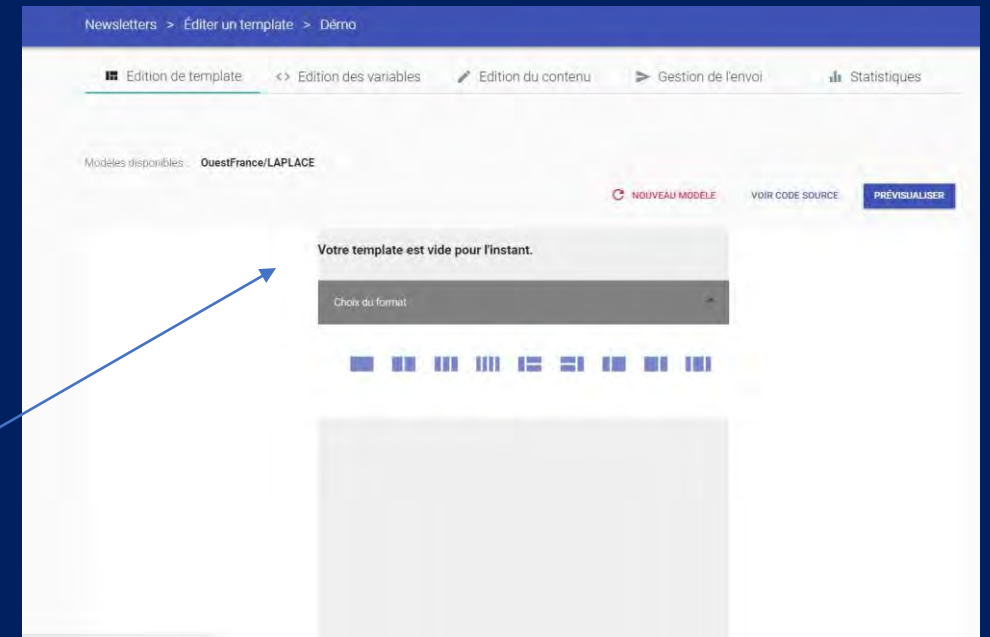 Newsletters > Éditer un template > Démo
Edition de template <> Edition des variables Edition du contenu Gestion de l'envoi Statistiques
Modèles disponibles : OuestFrance/LAPLACE
NOUVEAU MODÈLE VOIR CODE SOURCE PRÉVISUALISER
Votre template est vide pour l'instant.
Choix du format